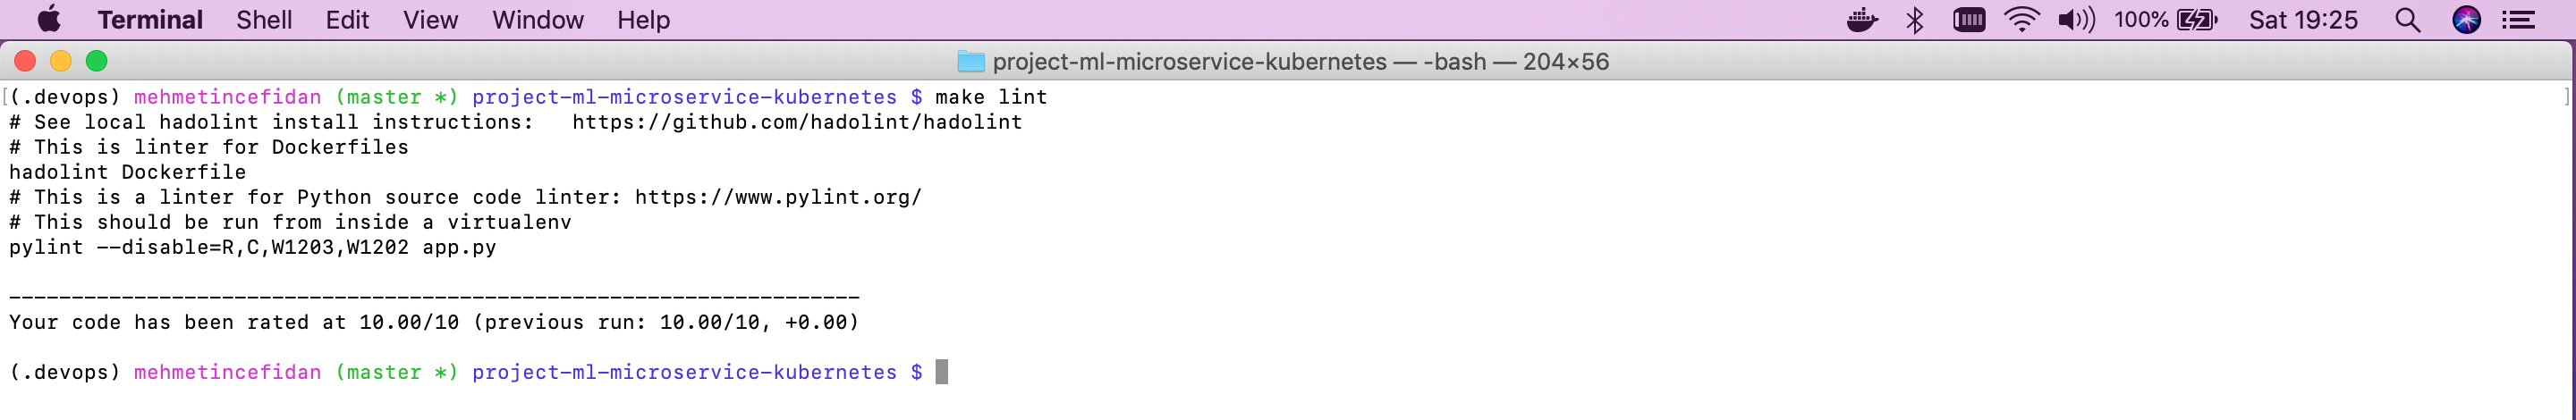 Terminal Shell Edit View Window Help 100% Sat 19:25
project-ml-microservice-kubernetes — -bash — 204×56
[(.devops) mehmetincefidan (master *) project-ml-microservice-kubernetes $ make lint ]
# See local hadolint install instructions:   https://github.com/hadolint/hadolint
# This is linter for Dockerfiles
hadolint Dockerfile
# This is a linter for Python source code linter: https://www.pylint.org/
# This should be run from inside a virtualenv
pylint --disable=R,C,W1203,W1202 app.py
--------------------------------------------------------------------
Your code has been rated at 10.00/10 (previous run: 10.00/10, +0.00)
(.devops) mehmetincefidan (master *) project-ml-microservice-kubernetes $